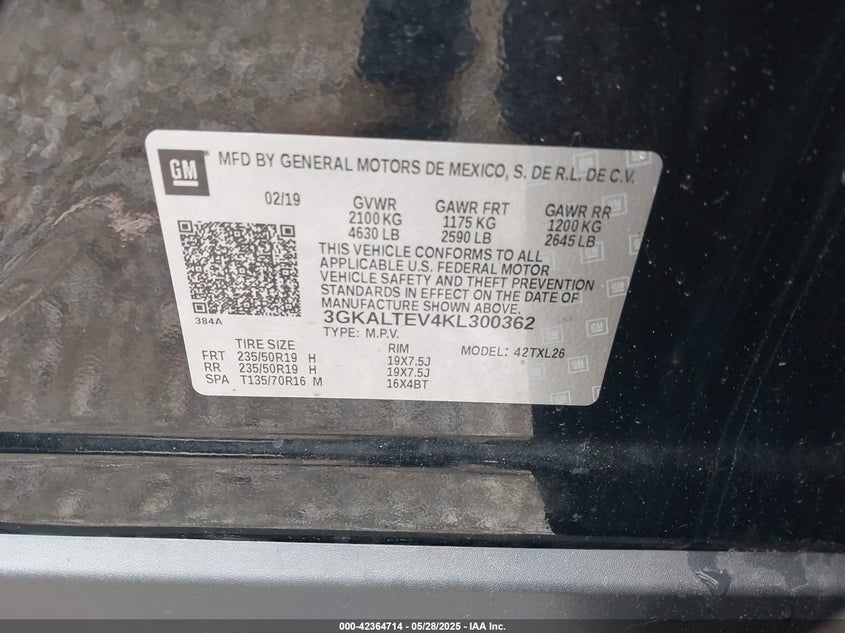 GM
MFD BY GENERAL MOTORS DE MEXICO, S. DE R.L. DE C.V.
02/19 GVWR GAWR FRT GAWR RR
2100 KG 1175 KG 1200 KG
4630 LB 2590 LB 2645 LB
THIS VEHICLE CONFORMS TO ALL
APPLICABLE U.S. FEDERAL MOTOR
VEHICLE SAFETY AND THEFT PREVENTION
STANDARDS IN EFFECT ON THE DATE OF
MANUFACTURE SHOWN ABOVE.
384A
3GKALTEV4KL300362
TYPE: M.P.V. MODEL: 42TXL26
TIRE SIZE RIM
FRT 235/50R19 H 19X7.5J
RR 235/50R19 H 19X7.5J
SPA T135/70R16 M 16X4BT
000-42364714 - 05/28/2025 - IAA Inc.